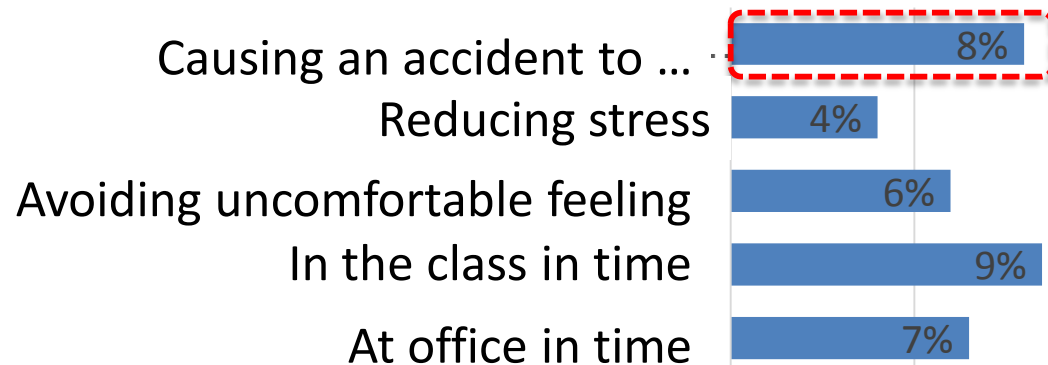 Causing an accident to ... 8%
Reducing stress 4%
Avoiding uncomfortable feeling 6%
In the class in time 9%
At office in time 7%